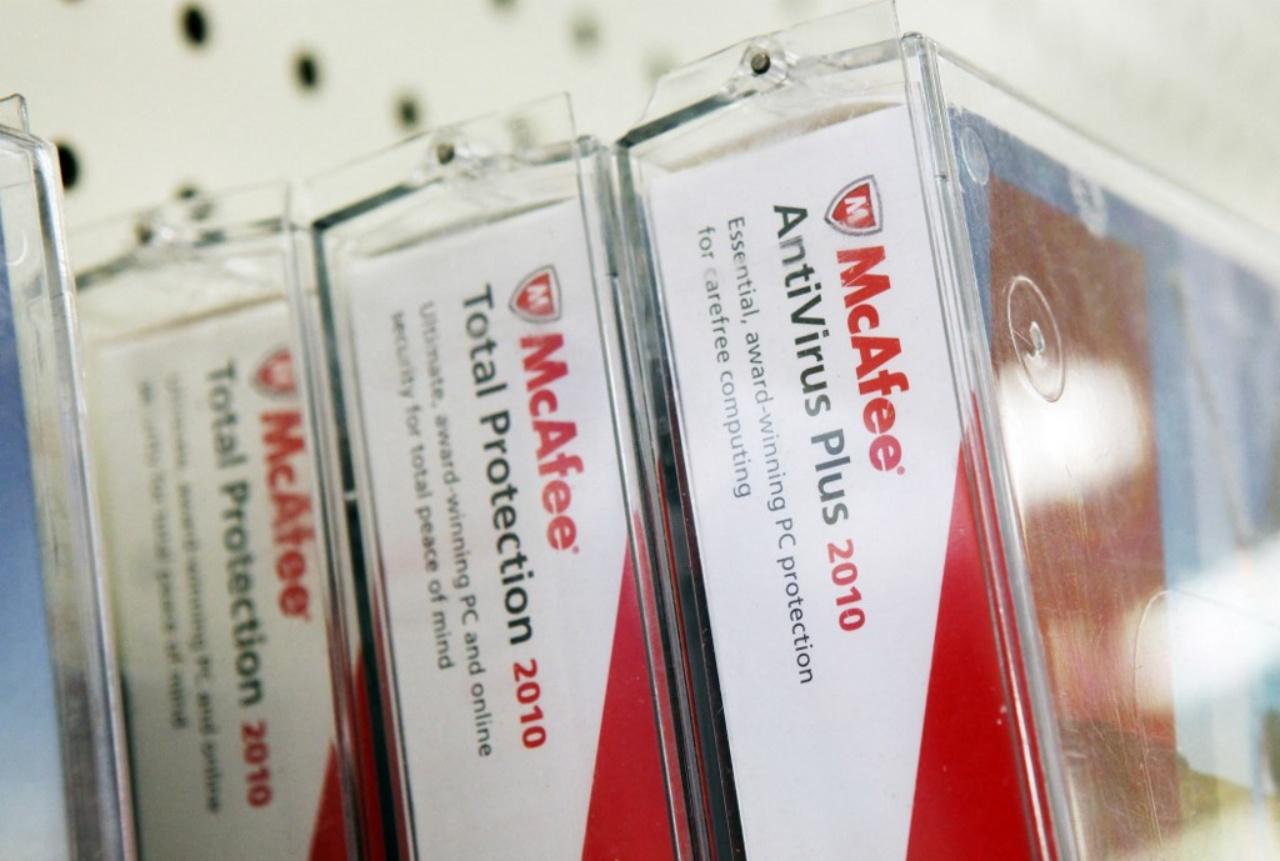 McAfee
Total Protection 2010
M
McAfee
Total Protection 2010
Ultimate, award-winning PC and online
security for total peace of mind
M
McAfee
AntiVirus Plus 2010
Essential, award-winning PC protection
for carefree computing